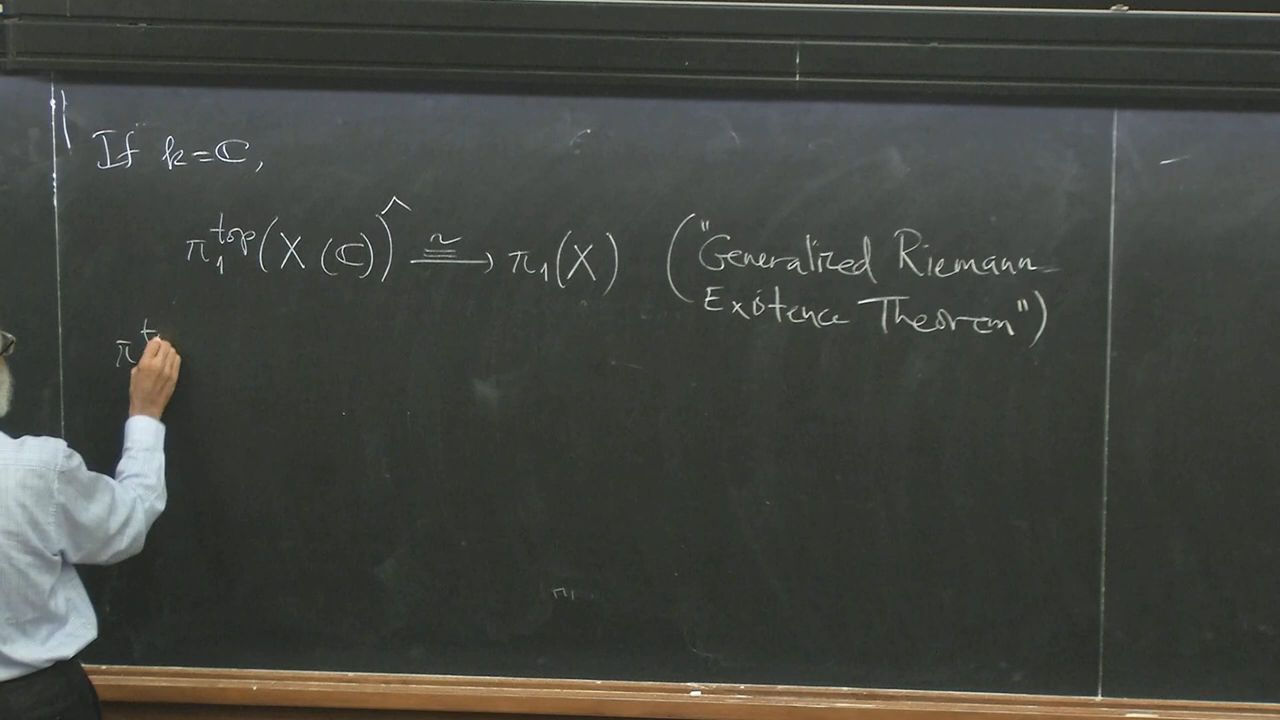 If k=ℂ,
π₁^top(X(ℂ))^ ≅→ π₁(X) ("Generalized Riemann-
Existence Theorem")
π^t